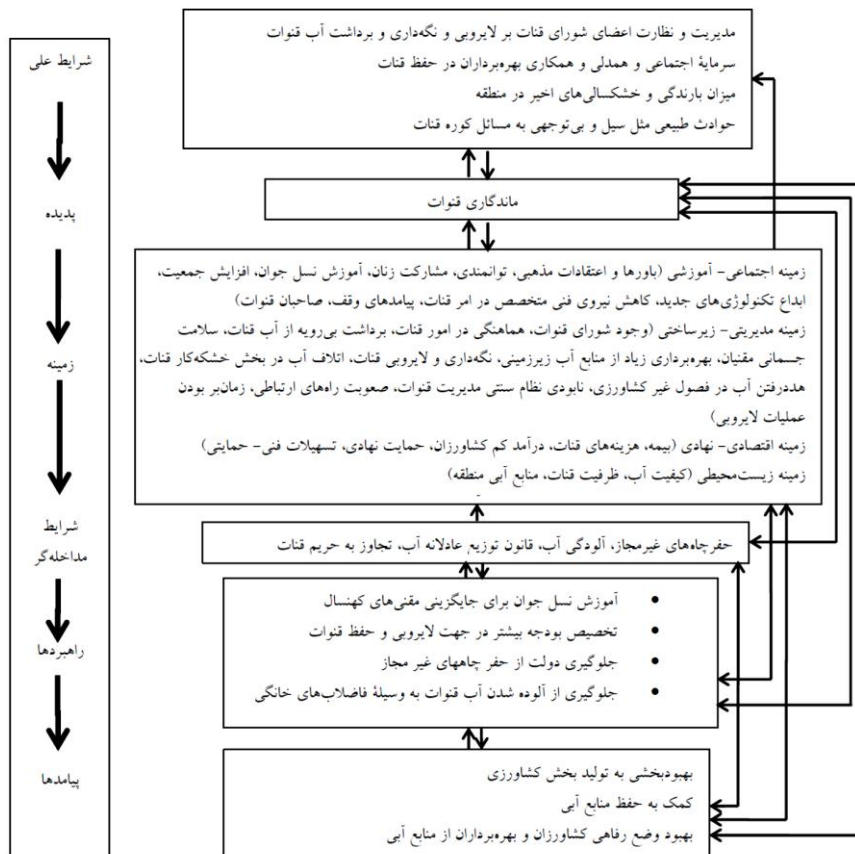 شرایط علی
پدیده
زمینه
شرایط
مداخله‌گر
راهبردها
پیامدها
مدیریت و نظارت اعضای شورای قنات بر لایروبی و نگه‌داری و برداشت آب قنوات
سرمایۀ اجتماعی و همدلی و همکاری بهره‌برداران در حفظ قنات
میزان بارندگی و خشکسالی‌های اخیر در منطقه
حوادث طبیعی مثل سیل و بی‌توجهی به مسائل کوره قنات
ماندگاری قنوات
زمینه اجتماعی- آموزشی (باورها و اعتقادات مذهبی، توانمندی، مشارکت زنان، آموزش نسل جوان، افزایش جمعیت،
ابداع تکنولوژی‌های جدید، کاهش نیروی فنی متخصص در امر قنات، پیامدهای وقف، صاحبان قنوات)
زمینه مدیریتی- زیرساختی (وجود شورای قنوات، هماهنگی در امور قنات، برداشت بی‌رویه از آب قنات، سلامت
جسمانی مقنیان، بهره‌برداری زیاد از منابع آب زیرزمینی، نگه‌داری و لایروبی قنات، اتلاف آب در بخش خشکه‌کار قنات،
هددرفتن آب در فصول غیر کشاورزی، نابودی نظام سنتی مدیریت قنوات، صعوبت راه‌های ارتباطی، زمان‌بر بودن
عملیات لایروبی)
زمینه اقتصادی- نهادی (بیمه، هزینه‌های قنات، درآمد کم کشاورزان، حمایت نهادی، تسهیلات فنی- حمایتی)
زمینه زیست‌محیطی (کیفیت آب، ظرفیت قنات، منابع آبی منطقه)
حفرچاه‌های غیرمجاز، آلودگی آب، قانون توزیع عادلانه آب، تجاوز به حریم قنات
• آموزش نسل جوان برای جایگزینی مقنی‌های کهنسال
• تخصیص بودجه بیشتر در جهت لایروبی و حفظ قنوات
• جلوگیری دولت از حفر چاههای غیر مجاز
• جلوگیری از آلوده شدن آب قنوات به وسیلۀ فاضلاب‌های خانگی
بهبودبخشی به تولید بخش کشاورزی
کمک به حفظ منابع آبی
بهبود وضع رفاهی کشاورزان و بهره‌برداران از منابع آبی